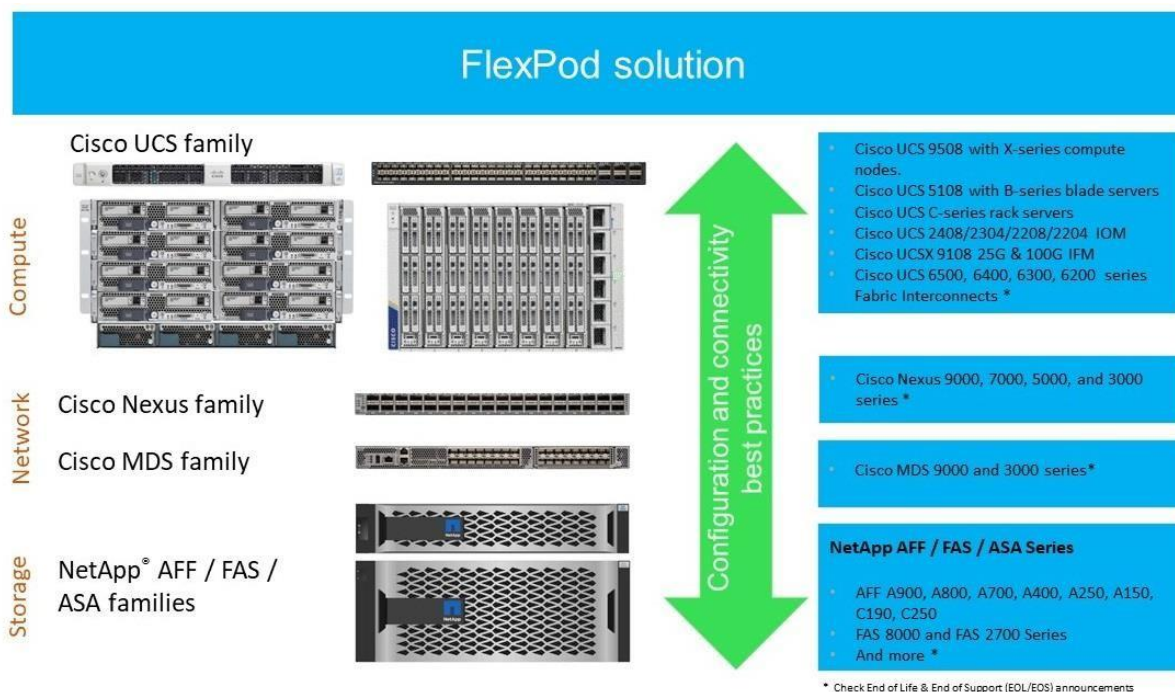 FlexPod solution
Cisco UCS family
Compute
Cisco Nexus family
Network
Cisco MDS family
Storage
NetApp® AFF / FAS /
ASA families
NetApp
NetApp
Configuration and connectivity
best practices
Cisco UCS 9508 with X-series compute
nodes.
Cisco UCS 5108 with B-series blade servers
Cisco UCS C-series rack servers
Cisco UCS 2408/2304/2208/2204 IOM
Cisco UCSX 9108 25G & 100G IFM
Cisco UCS 6500, 6400, 6300, 6200 series
Fabric Interconnects *
Cisco Nexus 9000, 7000, 5000, and 3000
series *
Cisco MDS 9000 and 3000 series*
NetApp AFF / FAS / ASA Series
AFF A900, A800, A700, A400, A250, A150,
C190, C250
FAS 8000 and FAS 2700 Series
And more *
* Check End of Life & End of Support (EOL/EOS) announcements